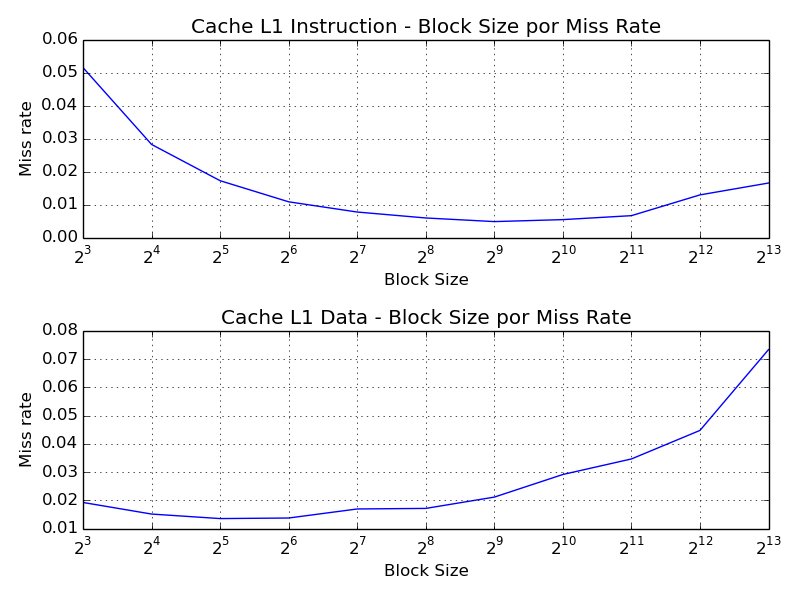 Cache L1 Instruction - Block Size por Miss Rate
0.06
0.05
0.04
0.03
0.02
0.01
0.00
Miss rate
2^3 2^4 2^5 2^6 2^7 2^8 2^9 2^10 2^11 2^12 2^13
Block Size
Cache L1 Data - Block Size por Miss Rate
0.08
0.07
0.06
0.05
0.04
0.03
0.02
0.01
Miss rate
2^3 2^4 2^5 2^6 2^7 2^8 2^9 2^10 2^11 2^12 2^13
Block Size